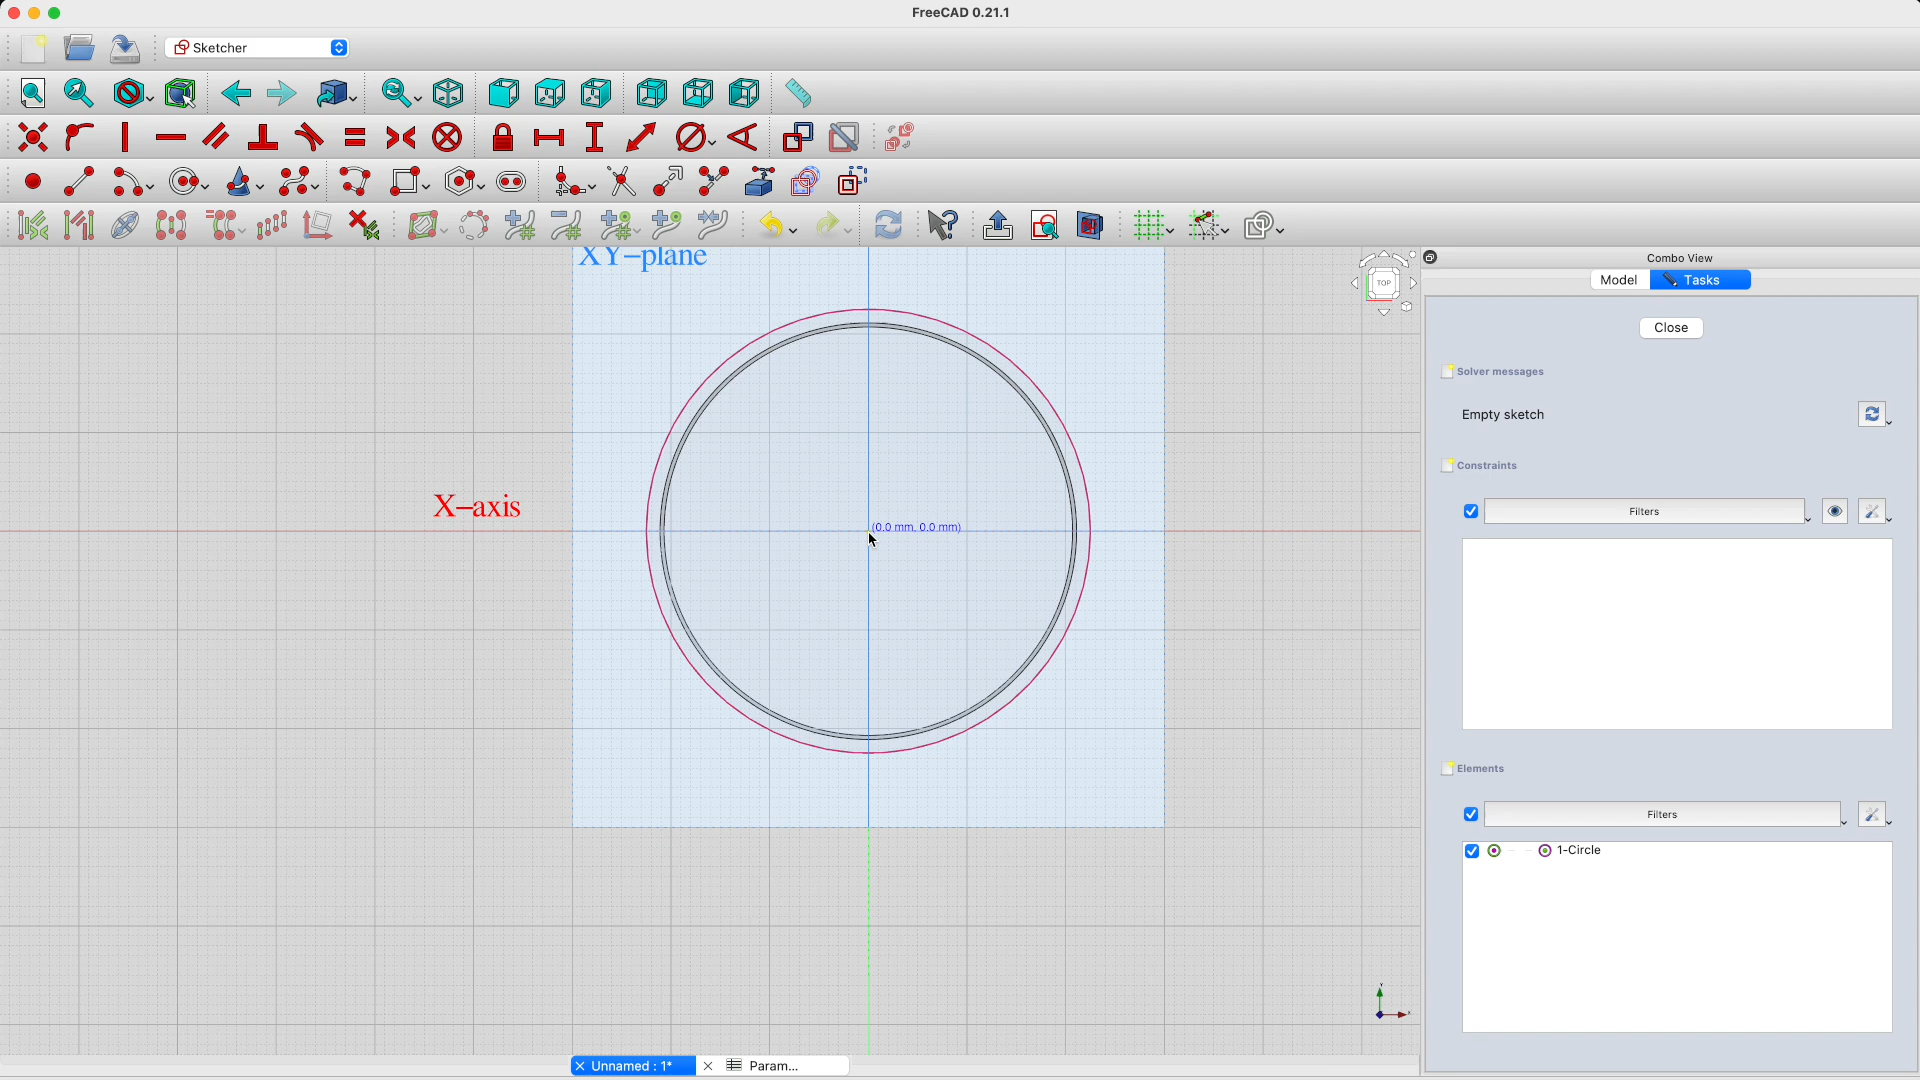 FreeCAD 0.21.1
Sketcher
XY-plane
TOP
Combo View
Model
Tasks
Close
Solver messages
Empty sketch
Constraints
Filters
X-axis
(0.0 mm, 0.0 mm)
Elements
Filters
1-Circle
Unnamed : 1*
Param...